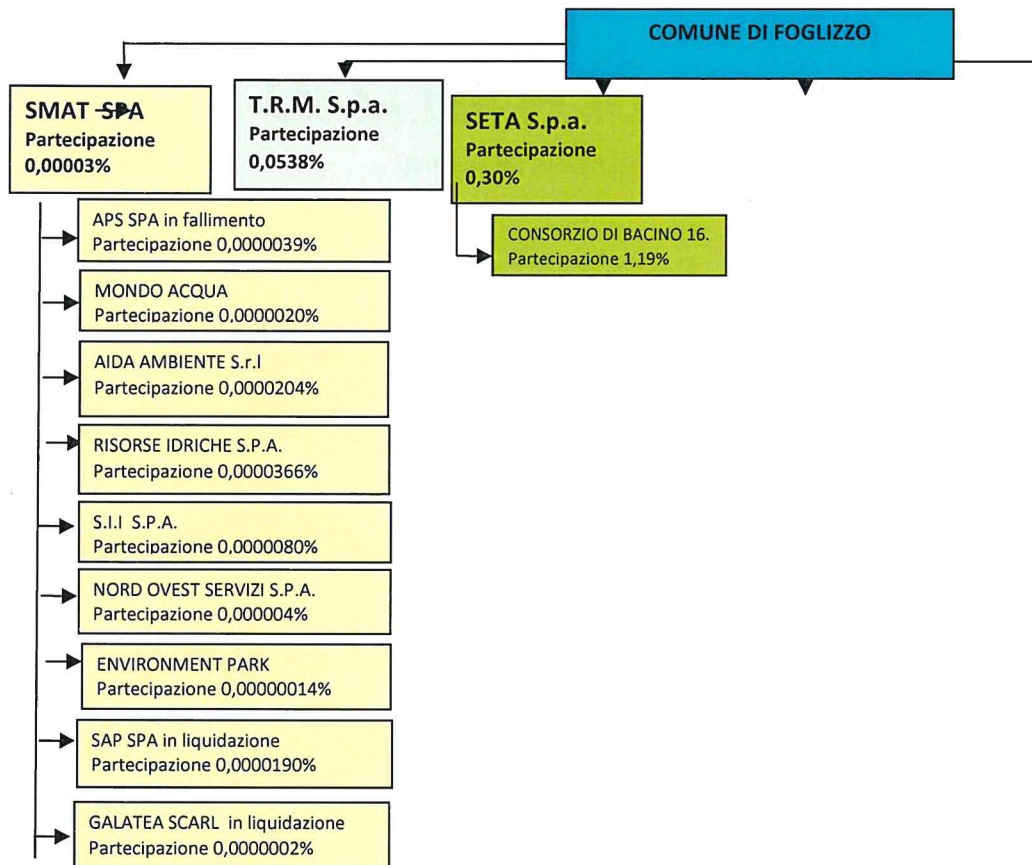 COMUNE DI FOGLIZZO
SMAT SPA
Partecipazione
0,00003%
T.R.M. S.p.a.
Partecipazione
0,0538%
SETA S.p.a.
Partecipazione
0,30%
CONSORZIO DI BACINO 16.
Partecipazione 1,19%
APS SPA in fallimento
Partecipazione 0,0000039%
MONDO ACQUA
Partecipazione 0,0000020%
AIDA AMBIENTE S.r.l
Partecipazione 0,0000204%
RISORSE IDRICHE S.P.A.
Partecipazione 0,0000366%
S.I.I S.P.A.
Partecipazione 0,0000080%
NORD OVEST SERVIZI S.P.A.
Partecipazione 0,000004%
ENVIRONMENT PARK
Partecipazione 0,00000014%
SAP SPA in liquidazione
Partecipazione 0,0000190%
GALATEA SCARL in liquidazione
Partecipazione 0,0000002%